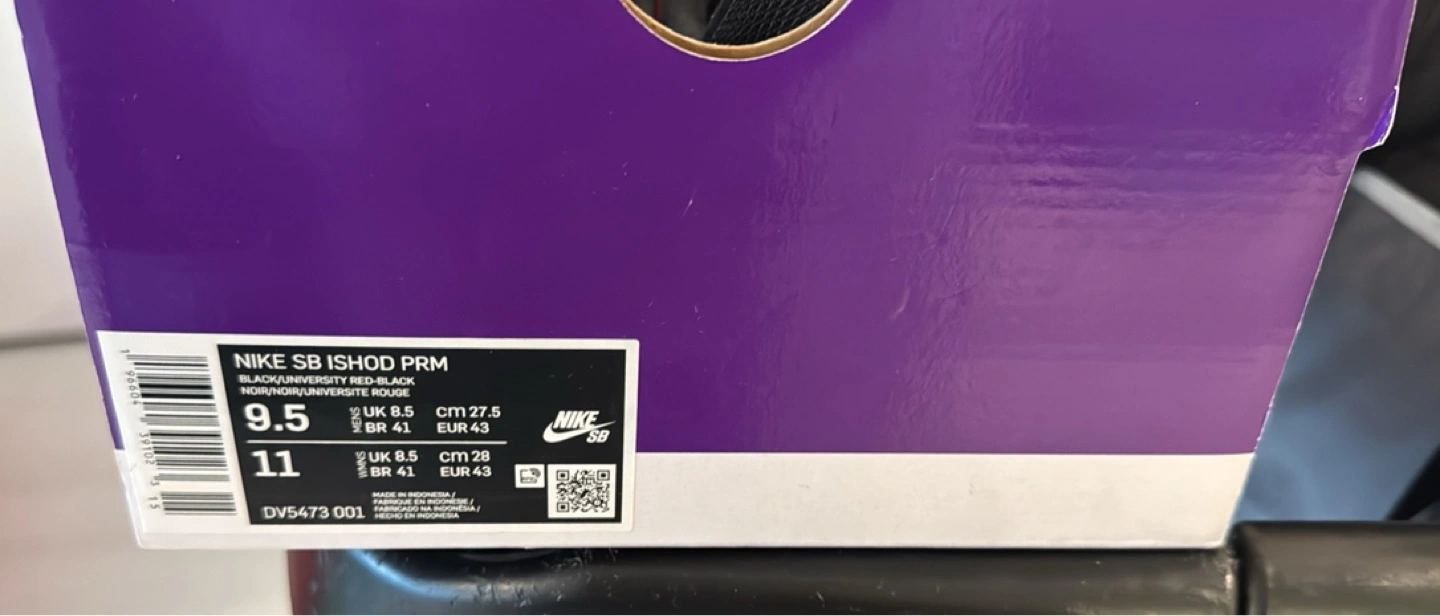 NIKE SB ISHOD PRM
BLACK/UNIVERSITY RED-BLACK
NOIR/NOIR/UNIVERSITE ROUGE
9.5 MENS UK 8.5 cm 27.5
BR 41 EUR 43
11 WMNS UK 8.5 cm 28
BR 41 EUR 43
NIKE
SB
DV5473 001
MADE IN INDONESIA /
FABRIQUE EN INDONESIE /
FABRICADO NA INDONÉSIA /
HECHO EN INDONESIA